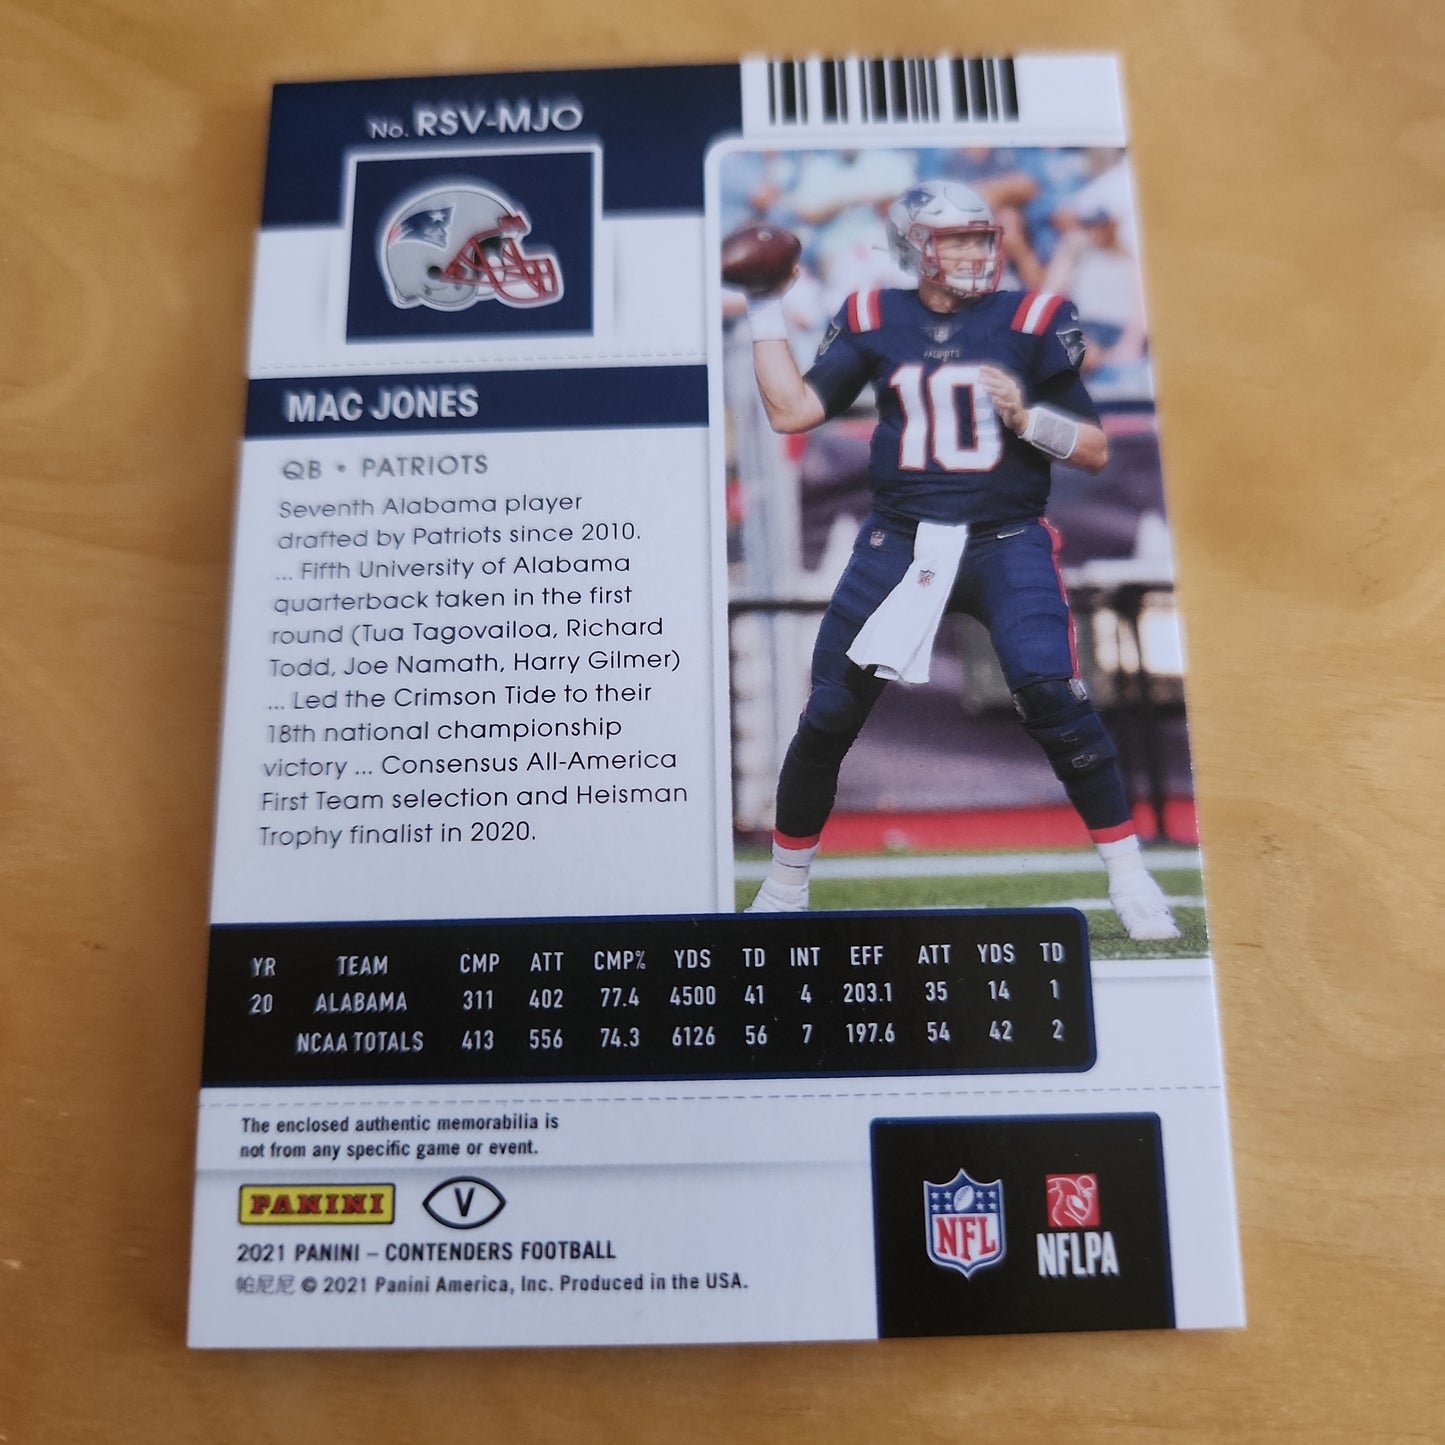 No. RSV-MJO
MAC JONES
QB • PATRIOTS
Seventh Alabama player
drafted by Patriots since 2010.
... Fifth University of Alabama
quarterback taken in the first
round (Tua Tagovailoa, Richard
Todd, Joe Namath, Harry Gilmer)
... Led the Crimson Tide to their
18th national championship
victory ... Consensus All-America
First Team selection and Heisman
Trophy finalist in 2020.
PATRIOTS
10
YR TEAM CMP ATT CMP% YDS TD INT EFF ATT YDS TD
20 ALABAMA 311 402 77.4 4500 41 4 203.1 35 14 1
NCAA TOTALS 413 556 74.3 6126 56 7 197.6 54 42 2
The enclosed authentic memorabilia is
not from any specific game or event.
PANINI V
2021 PANINI – CONTENDERS FOOTBALL
帕尼尼 © 2021 Panini America, Inc. Produced in the USA.
NFL NFLPA